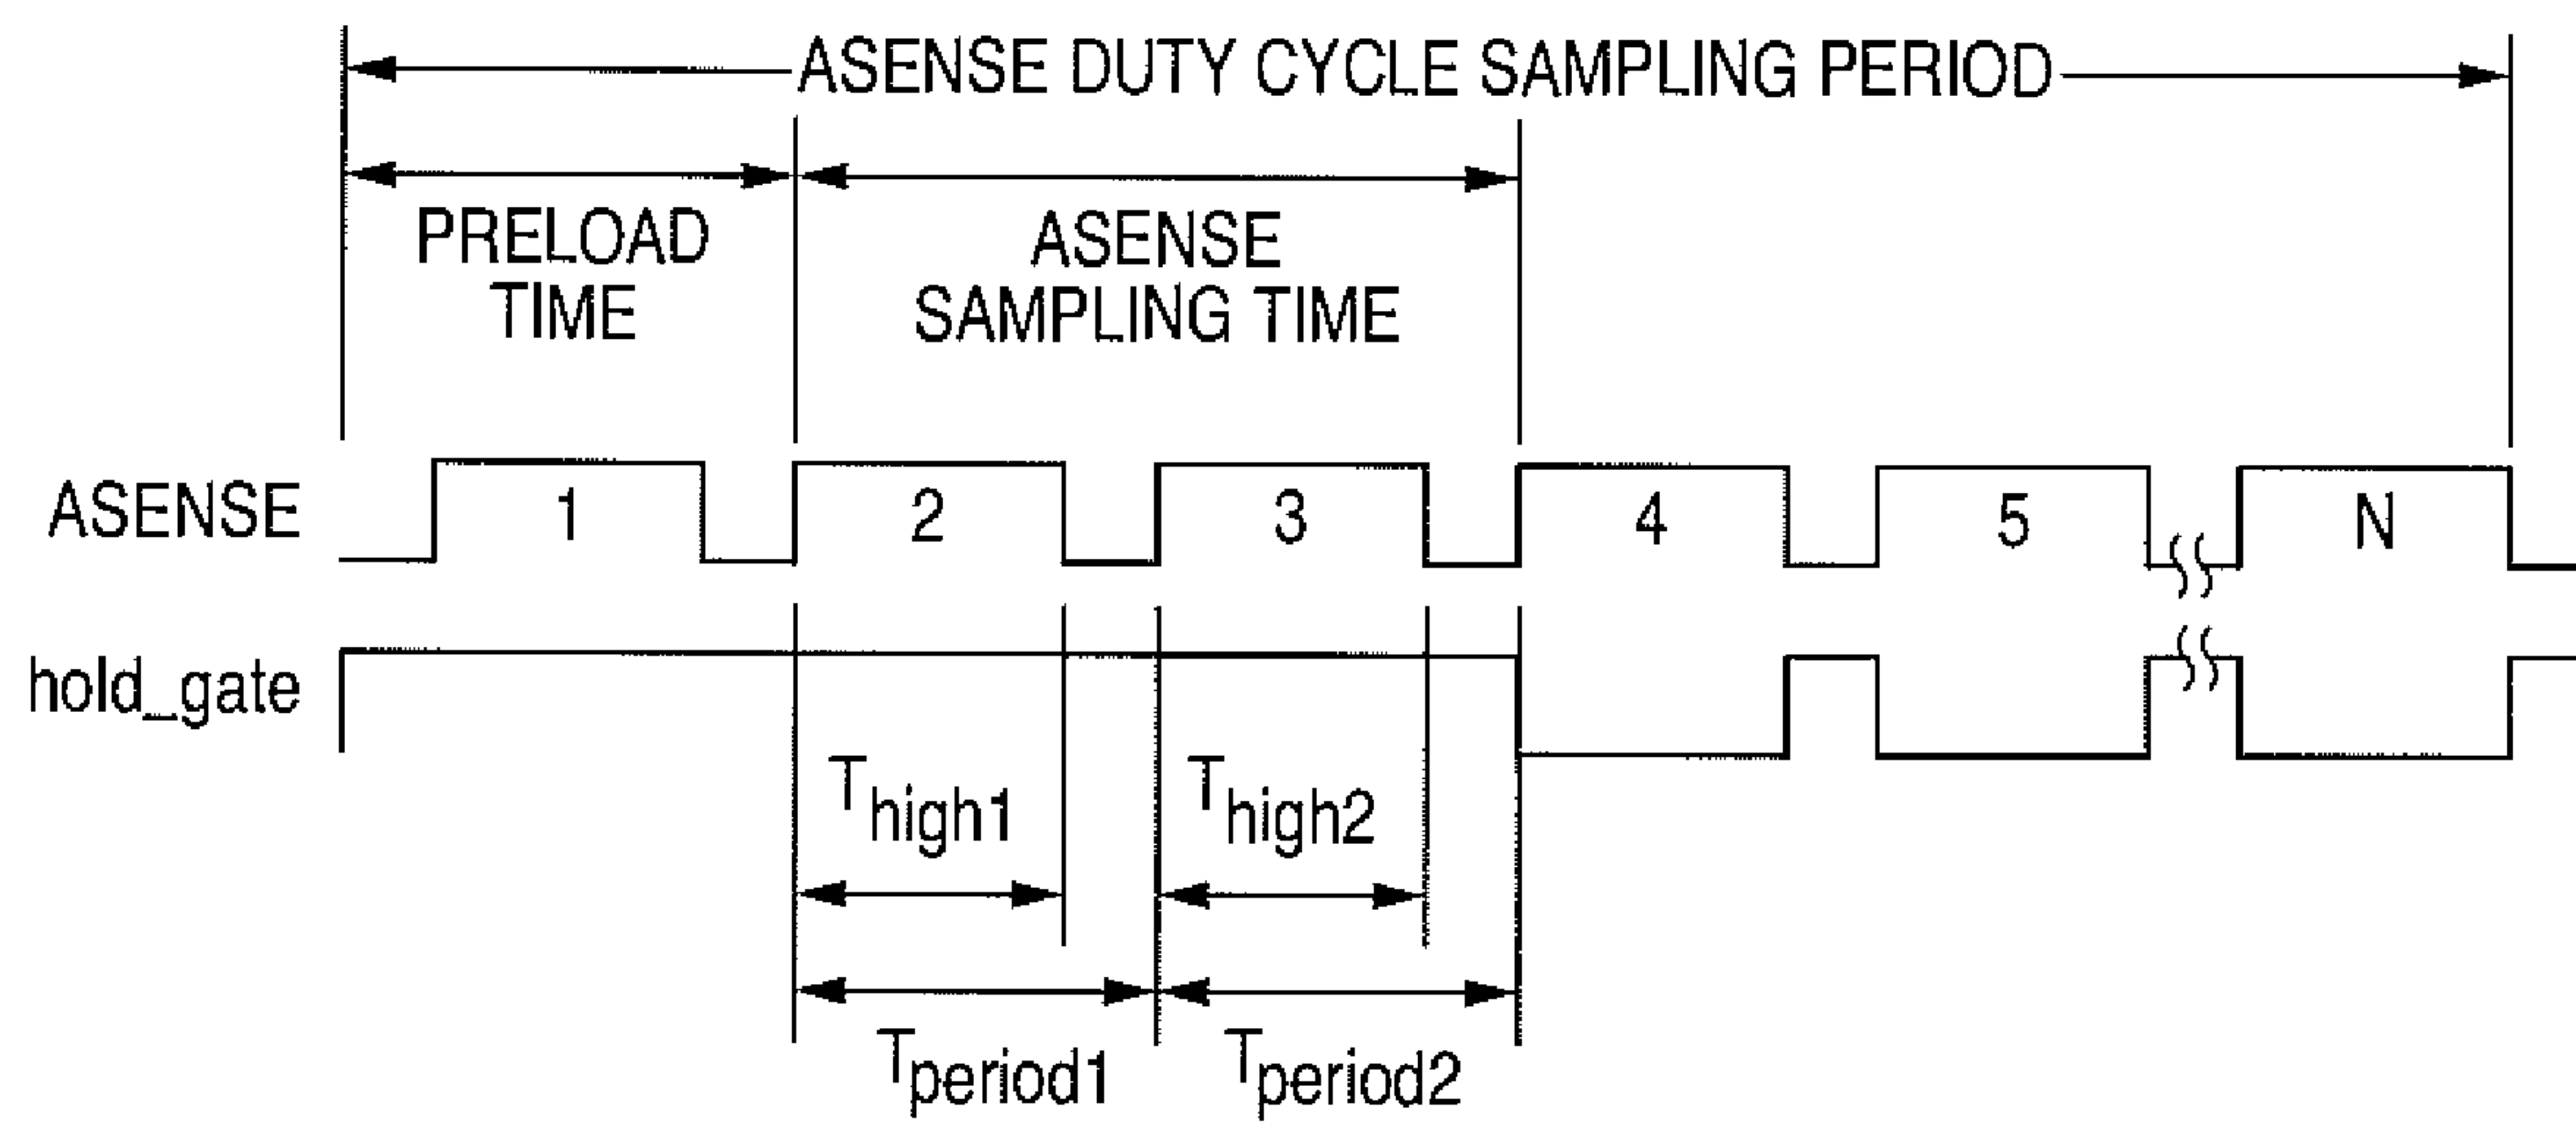 ASENSE DUTY CYCLE SAMPLING PERIOD
PRELOAD
TIME
ASENSE
SAMPLING TIME
ASENSE 1 2 3 4 5 N
hold_gate
Thigh1 Thigh2
Tperiod1 Tperiod2